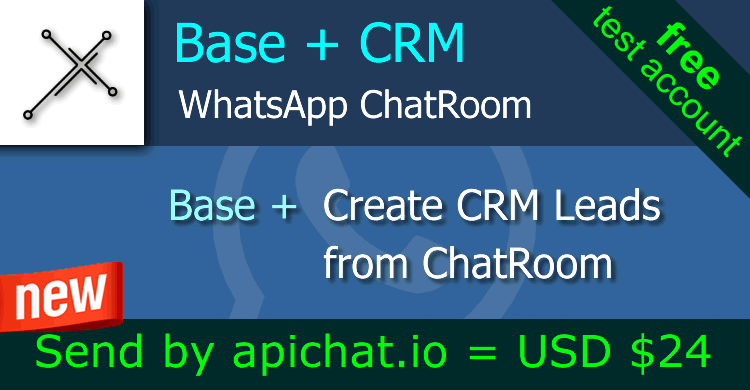 Base + CRM
WhatsApp ChatRoom
free
test account
Base + Create CRM Leads
from ChatRoom
new
Send by apichat.io = USD $24